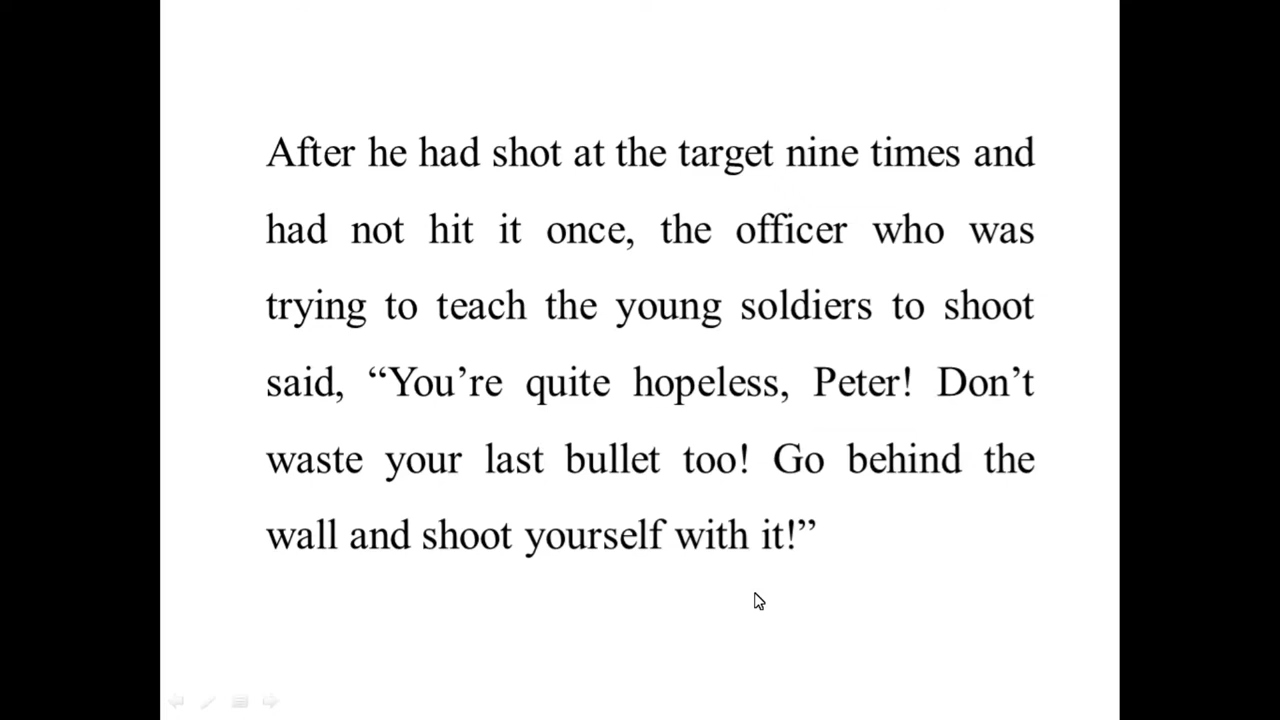 After he had shot at the target nine times and
had not hit it once, the officer who was
trying to teach the young soldiers to shoot
said, “You’re quite hopeless, Peter! Don’t
waste your last bullet too! Go behind the
wall and shoot yourself with it!”